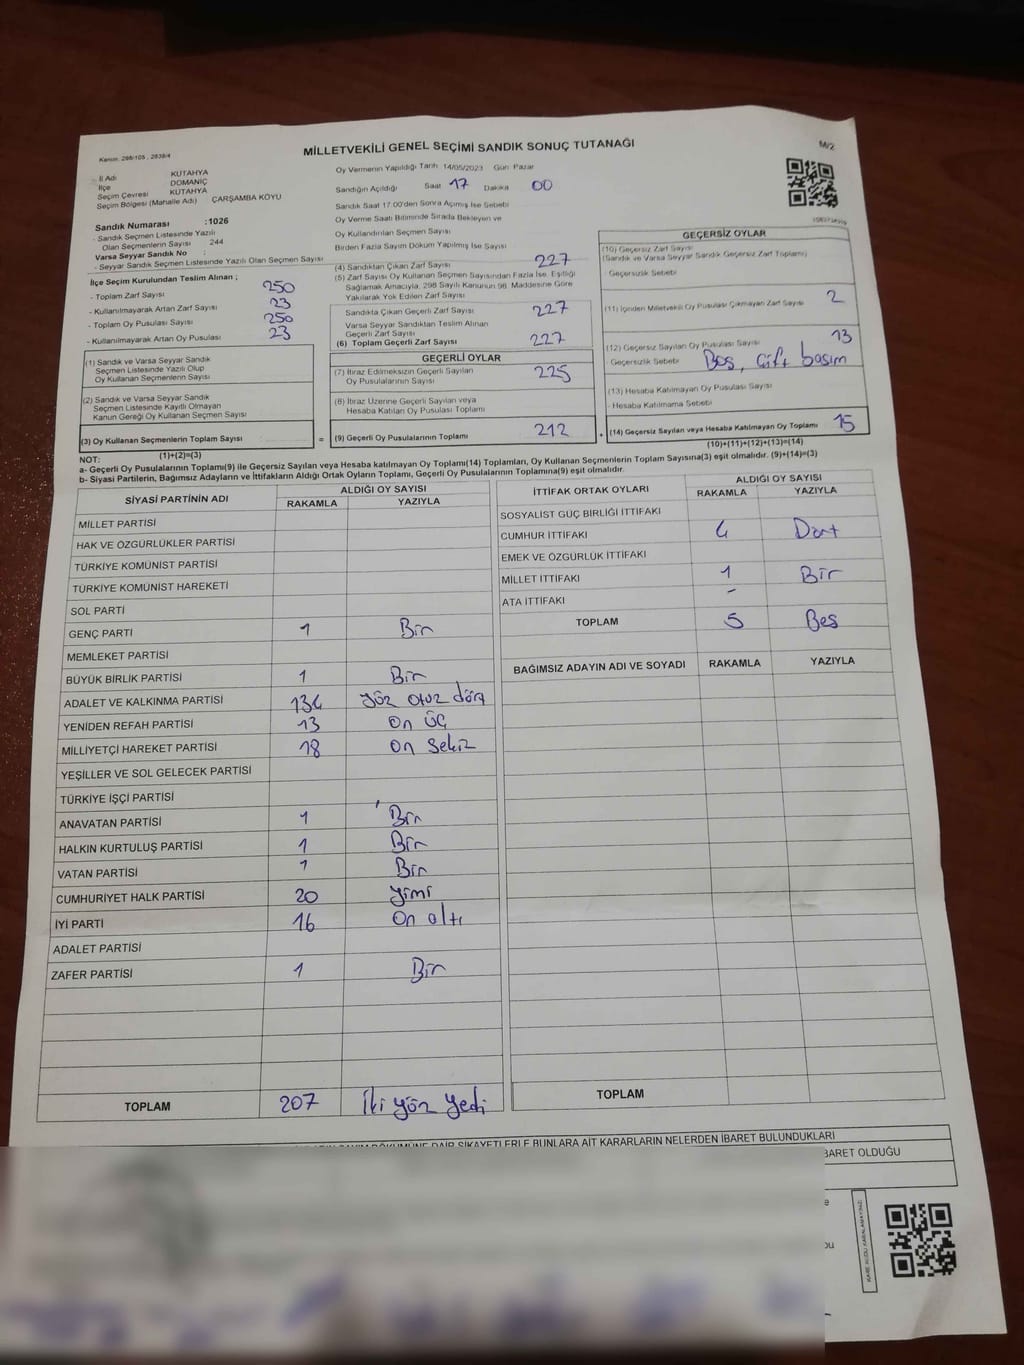 Kanun. 298/105 , 2839/4
MİLLETVEKİLİ GENEL SEÇİMİ SANDIK SONUÇ TUTANAĞI
M/2
İl Adı KÜTAHYA
İlçe DOMANİÇ
Seçim Çevresi KÜTAHYA
Seçim Bölgesi (Mahalle Adı) ÇARŞAMBA KÖYÜ
Sandık Numarası :1026
- Sandık Seçmen Listesinde Yazılı
Olan Seçmenlerin Sayısı 244
Varsa Seyyar Sandık No :
- Seyyar Sandık Seçmen Listesinde Yazılı Olan Seçmen Sayısı
Oy Vermenin Yapıldığı Tarih 14/05/2023 Gün Pazar
Sandığın Açıldığı Saat 17 Dakika 00
Sandık Saat 17.00'den Sonra Açılmış İse Sebebi
Oy Verme Saati Bitiminde Sırada Bekleyen ve
Oy Kullandırılan Seçmen Sayısı
Birden Fazla Sayım Döküm Yapılmış İse Sayısı
İlçe Seçim Kurulundan Teslim Alınan ;
- Toplam Zarf Sayısı 250
- Kullanılmayarak Artan Zarf Sayısı 23
- Toplam Oy Pusulası Sayısı 250
- Kullanılmayarak Artan Oy Pusulası 23
(1) Sandık ve Varsa Seyyar Sandık
Seçmen Listesinde Yazılı Olup
Oy Kullanan Seçmenlerin Sayısı
(2) Sandık ve Varsa Seyyar Sandık
Seçmen Listesinde Kayıtlı Olmayan
Kanun Gereği Oy Kullanan Seçmen Sayısı
(3) Oy Kullanan Seçmenlerin Toplam Sayısı
(1)+(2)=(3)
(4) Sandıktan Çıkan Zarf Sayısı 227
(5) Zarf Sayısı Oy Kullanan Seçmen Sayısından Fazla İse, Eşitliği
Sağlamak Amacıyla, 298 Sayılı Kanunun 98. Maddesine Göre
Yakılarak Yok Edilen Zarf Sayısı
Sandıkta Çıkan Geçerli Zarf Sayısı 227
Varsa Seyyar Sandıktan Teslim Alınan
Geçerli Zarf Sayısı
(6) Toplam Geçerli Zarf Sayısı 227
GEÇERLİ OYLAR
(7) İtiraz Edilmeksizin Geçerli Sayılan
Oy Pusulalarının Sayısı 225
(8) İtiraz Üzerine Geçerli Sayılan veya
Hesaba Katılan Oy Pusulası Toplamı
= (9) Geçerli Oy Pusulalarının Toplamı 212 +
GEÇERSİZ OYLAR
(10) Geçersiz Zarf Sayısı
(Sandık ve Varsa Seyyar Sandık Geçersiz Zarf Toplamı)
Geçersizlik Sebebi
(11) İçinden Milletvekili Oy Pusulası Çıkmayan Zarf Sayısı 2
(12) Geçersiz Sayılan Oy Pusulası Sayısı 13
Geçersizlik Sebebi Boş, Çift basım
(13) Hesaba Katılmayan Oy Pusulası Sayısı
- Hesaba Katılmama Sebebi
(14) Geçersiz Sayılan veya Hesaba Katılmayan Oy Toplamı 15
(10)+(11)+(12)+(13)=(14)
NOT:
a- Geçerli Oy Pusulalarının Toplamı(9) ile Geçersiz Sayılan veya Hesaba katılmayan Oy Toplamı(14) Toplamları, Oy Kullanan Seçmenlerin Toplam Sayısına(3) eşit olmalıdır. (9)+(14)=(3)
b- Siyasi Partilerin, Bağımsız Adayların ve İttifakların Aldığı Ortak Oyların Toplamı, Geçerli Oy Pusulalarının Toplamına(9) eşit olmalıdır.
SİYASİ PARTİNİN ADI
ALDIĞI OY SAYISI
RAKAMLA YAZIYLA
MİLLET PARTİSİ
HAK VE ÖZGÜRLÜKLER PARTİSİ
TÜRKİYE KOMÜNİST PARTİSİ
TÜRKİYE KOMÜNİST HAREKETİ
SOL PARTİ
GENÇ PARTİ 1 Bir
MEMLEKET PARTİSİ
BÜYÜK BİRLİK PARTİSİ 1 Bir
ADALET VE KALKINMA PARTİSİ 134 yüz otuz dört
YENİDEN REFAH PARTİSİ 13 on üç
MİLLİYETÇİ HAREKET PARTİSİ 18 on sekiz
YEŞİLLER VE SOL GELECEK PARTİSİ
TÜRKİYE İŞÇİ PARTİSİ
ANAVATAN PARTİSİ 1 Bir
HALKIN KURTULUŞ PARTİSİ 1 Bir
VATAN PARTİSİ 1 Bir
CUMHURİYET HALK PARTİSİ 20 yimi
İYİ PARTİ 16 on altı
ADALET PARTİSİ
ZAFER PARTİSİ 1 Bir
TOPLAM 207 iki yüz yedi
İTTİFAK ORTAK OYLARI
ALDIĞI OY SAYISI
RAKAMLA YAZIYLA
SOSYALİST GÜÇ BİRLİĞİ İTTİFAKI
CUMHUR İTTİFAKI 4 Dört
EMEK VE ÖZGÜRLÜK İTTİFAKI
MİLLET İTTİFAKI 1 Bir
ATA İTTİFAKI -
TOPLAM 5 Beş
BAĞIMSIZ ADAYIN ADI VE SOYADI RAKAMLA YAZIYLA
TOPLAM
DÖKÜMÜNE DAİR ŞİKAYETLERLE BUNLARA AİT KARARLARIN NELERDEN İBARET BULUNDUKLARI
BARET OLDUĞU